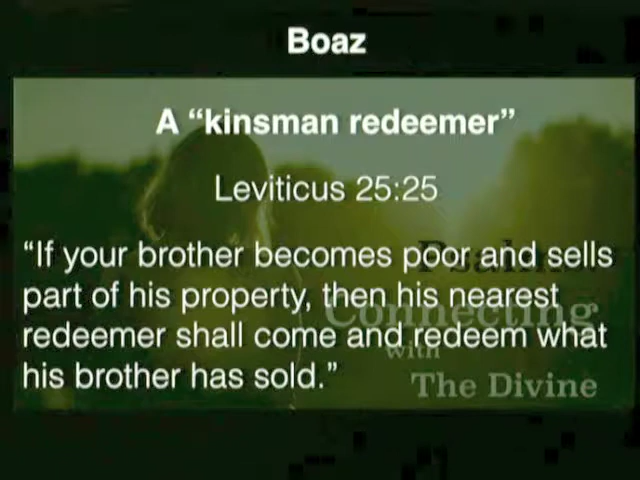 Boaz
A “kinsman redeemer”
Leviticus 25:25
“If your brother becomes poor and sells
part of his property, then his nearest
redeemer shall come and redeem what
his brother has sold.”
Psalms
Connecting
with
The Divine